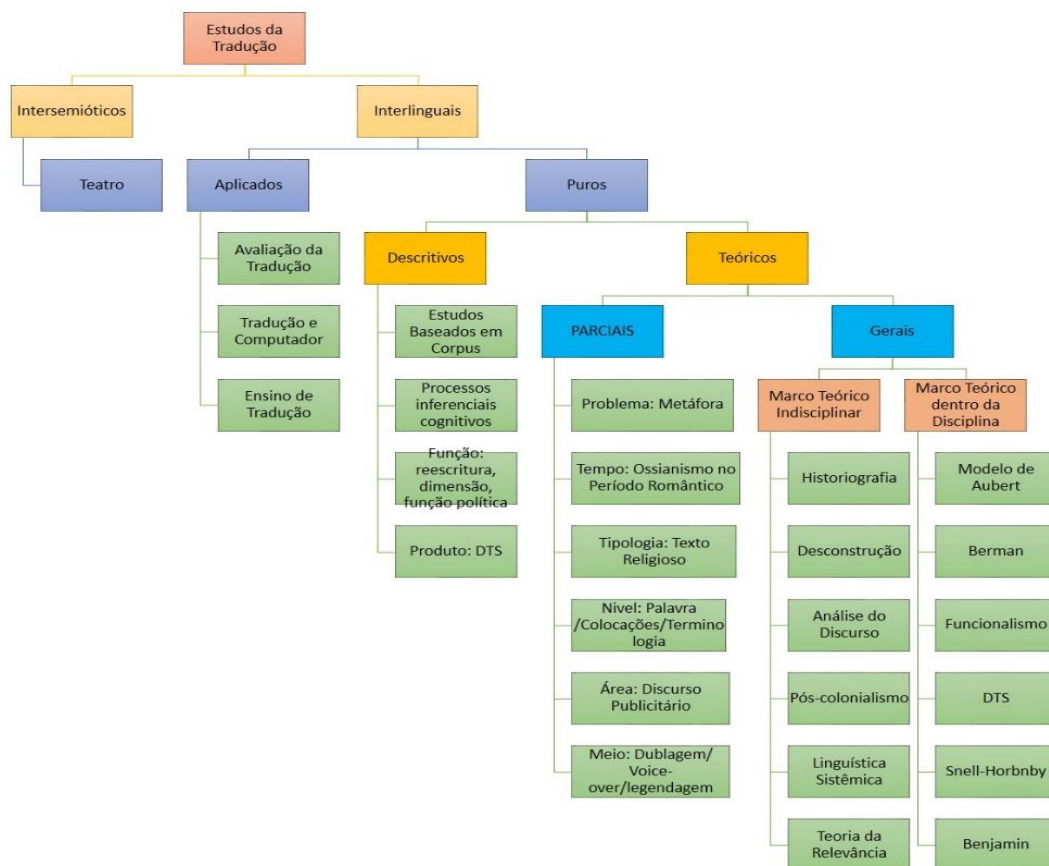 Estudos da
Tradução
Intersemióticos
Interlinguais
Teatro
Aplicados
Puros
Avaliação da
Tradução
Tradução e
Computador
Ensino de
Tradução
Descritivos
Teóricos
Estudos
Baseados em
Corpus
Processos
inferenciais
cognitivos
Função:
reescritura,
dimensão,
função política
Produto: DTS
PARCIAIS
Gerais
Problema: Metáfora
Tempo: Ossianismo no
Período Romântico
Tipologia: Texto
Religioso
Nivel: Palavra
/Colocações/Termino
logia
Área: Discurso
Publicitário
Meio: Dublagem/
Voice-
over/legendagem
Marco Teórico
Indisciplinar
Historiografia
Desconstrução
Análise do
Discurso
Pós-colonialismo
Linguística
Sistêmica
Teoria da
Relevância
Marco Teórico
dentro da
Disciplina
Modelo de
Aubert
Berman
Funcionalismo
DTS
Snell-Horbnby
Benjamin